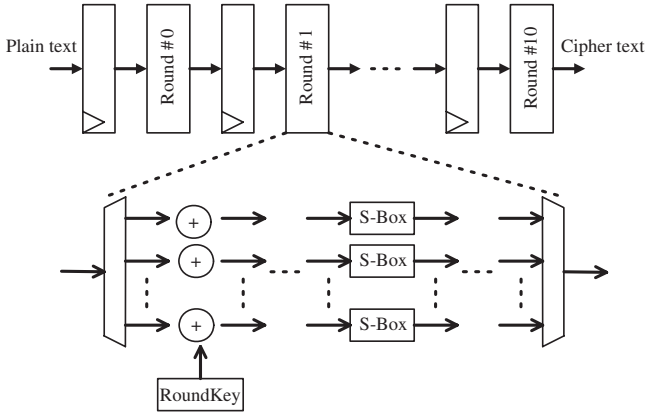 Plain text
Round #0
Round #1
Round #10
Cipher text
+
S-Box
+
S-Box
+
S-Box
RoundKey